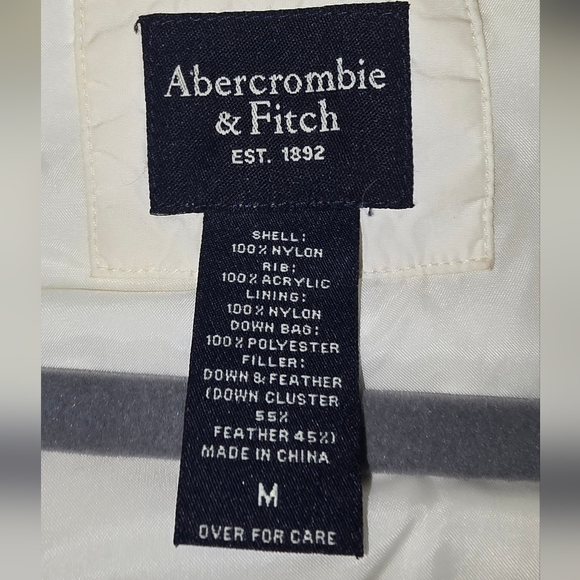 Abercrombie
& Fitch
EST. 1892
SHELL:
100% NYLON
RIB:
100% ACRYLIC
LINING:
100% NYLON
DOWN BAG:
100% POLYESTER
FILLER:
DOWN & FEATHER
(DOWN CLUSTER
55%
FEATHER 45%)
MADE IN CHINA
M
OVER FOR CARE